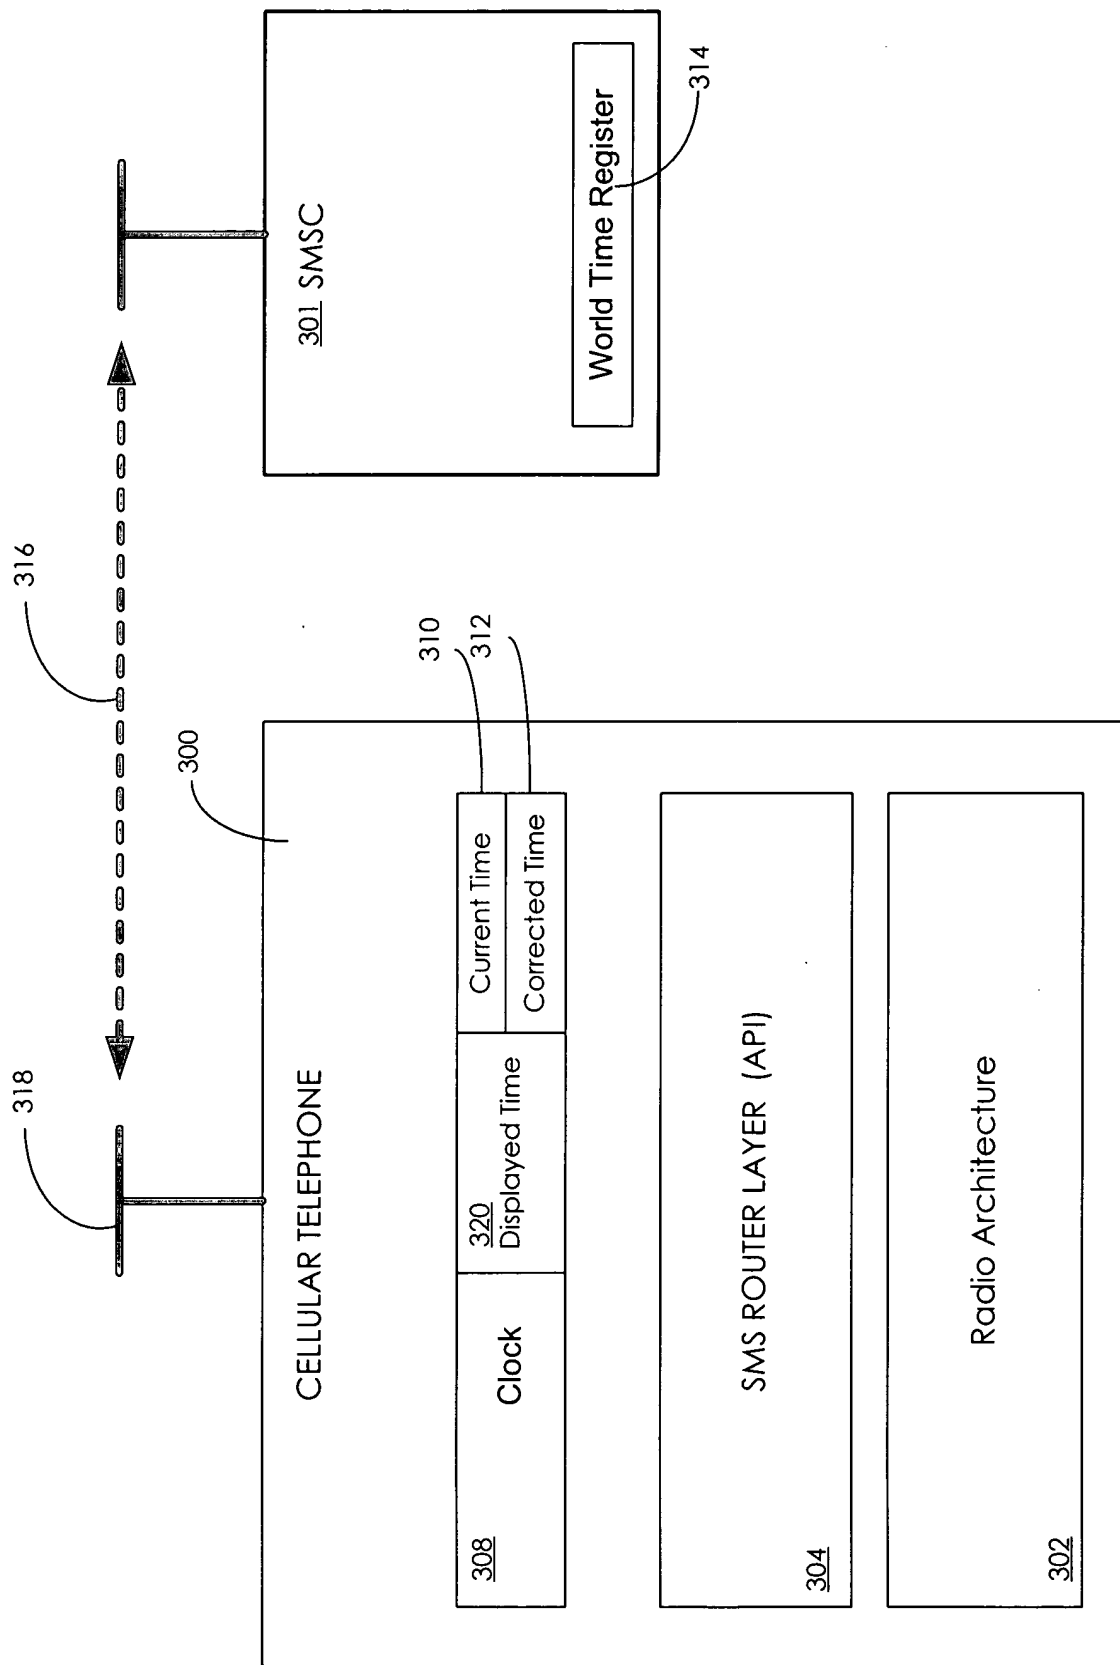 318
316
300
CELLULAR TELEPHONE
308
Clock
320
Displayed Time
Current Time
Corrected Time
310
312
304
SMS ROUTER LAYER (API)
302
Radio Architecture
301 SMSC
World Time Register
314